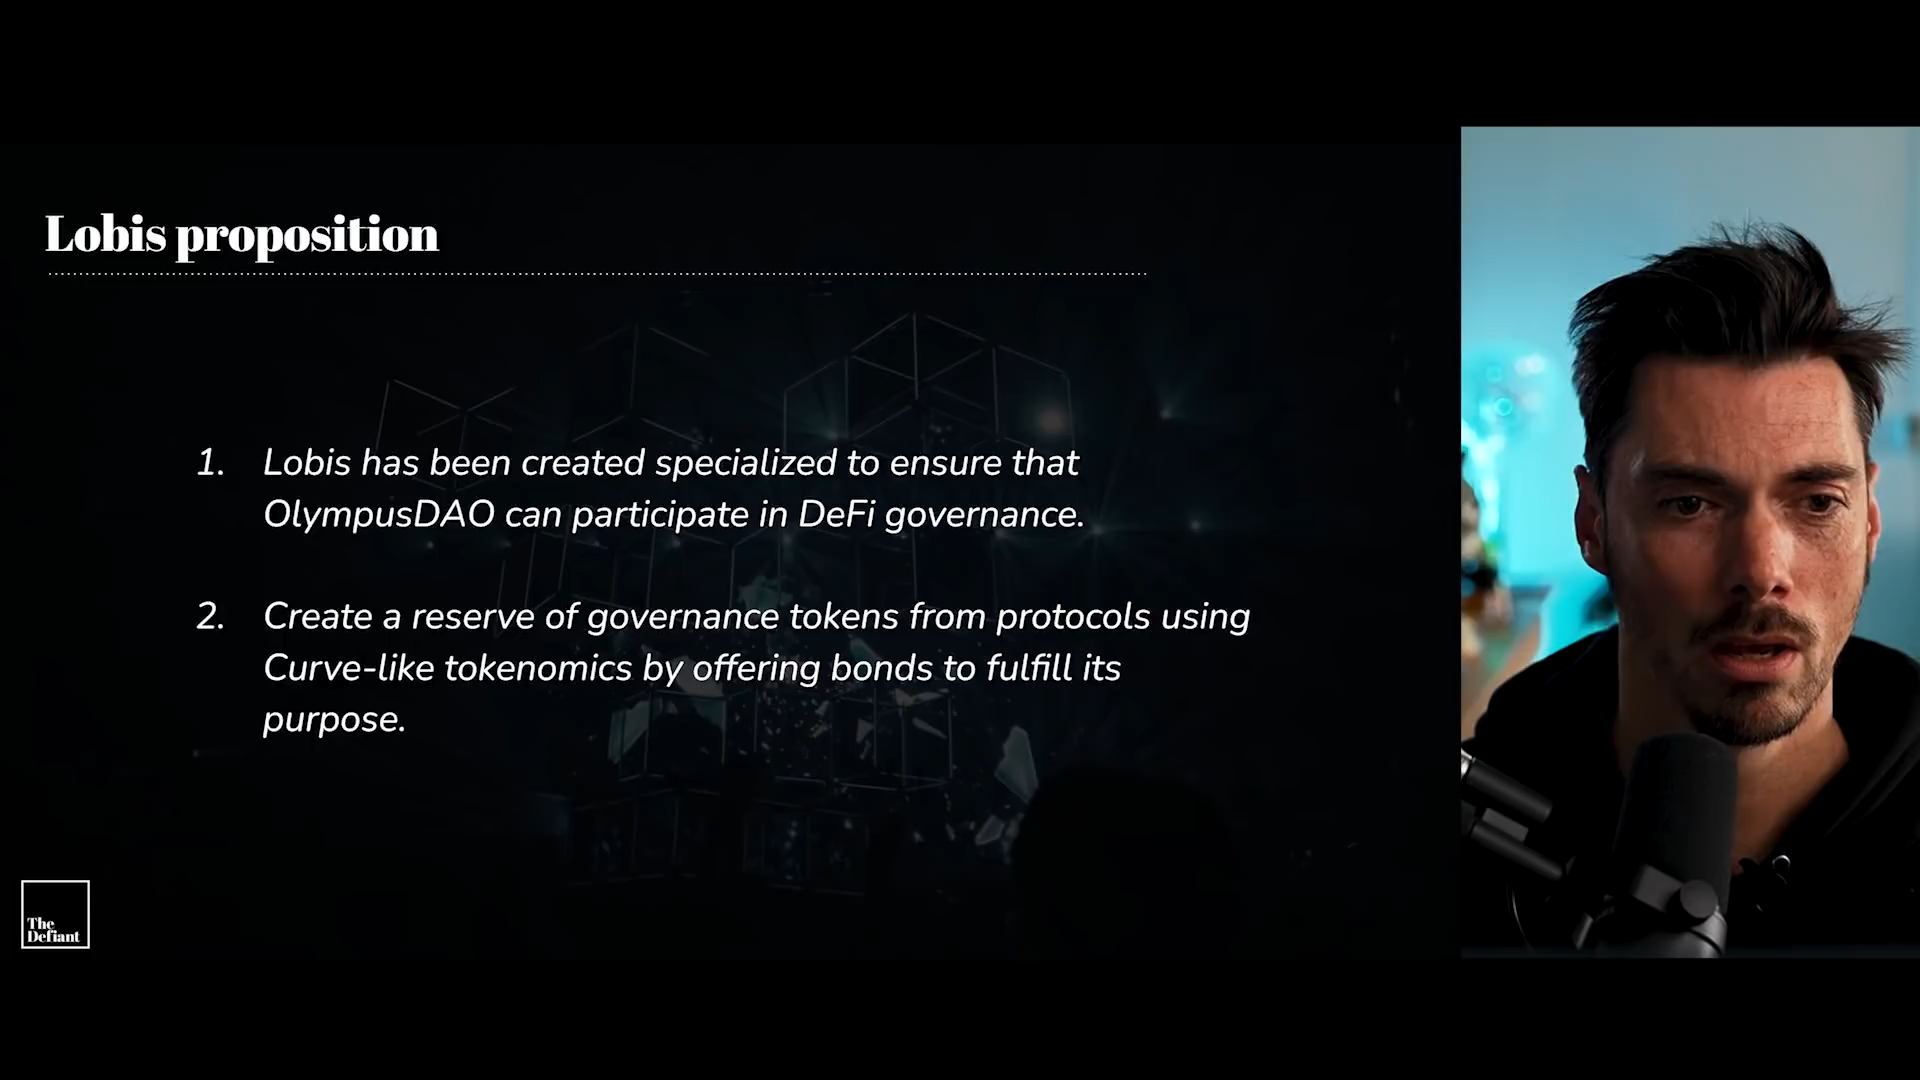 Lobis proposition
1. Lobis has been created specialized to ensure that
OlympusDAO can participate in DeFi governance.
2. Create a reserve of governance tokens from protocols using
Curve-like tokenomics by offering bonds to fulfill its
purpose.
The
Defiant